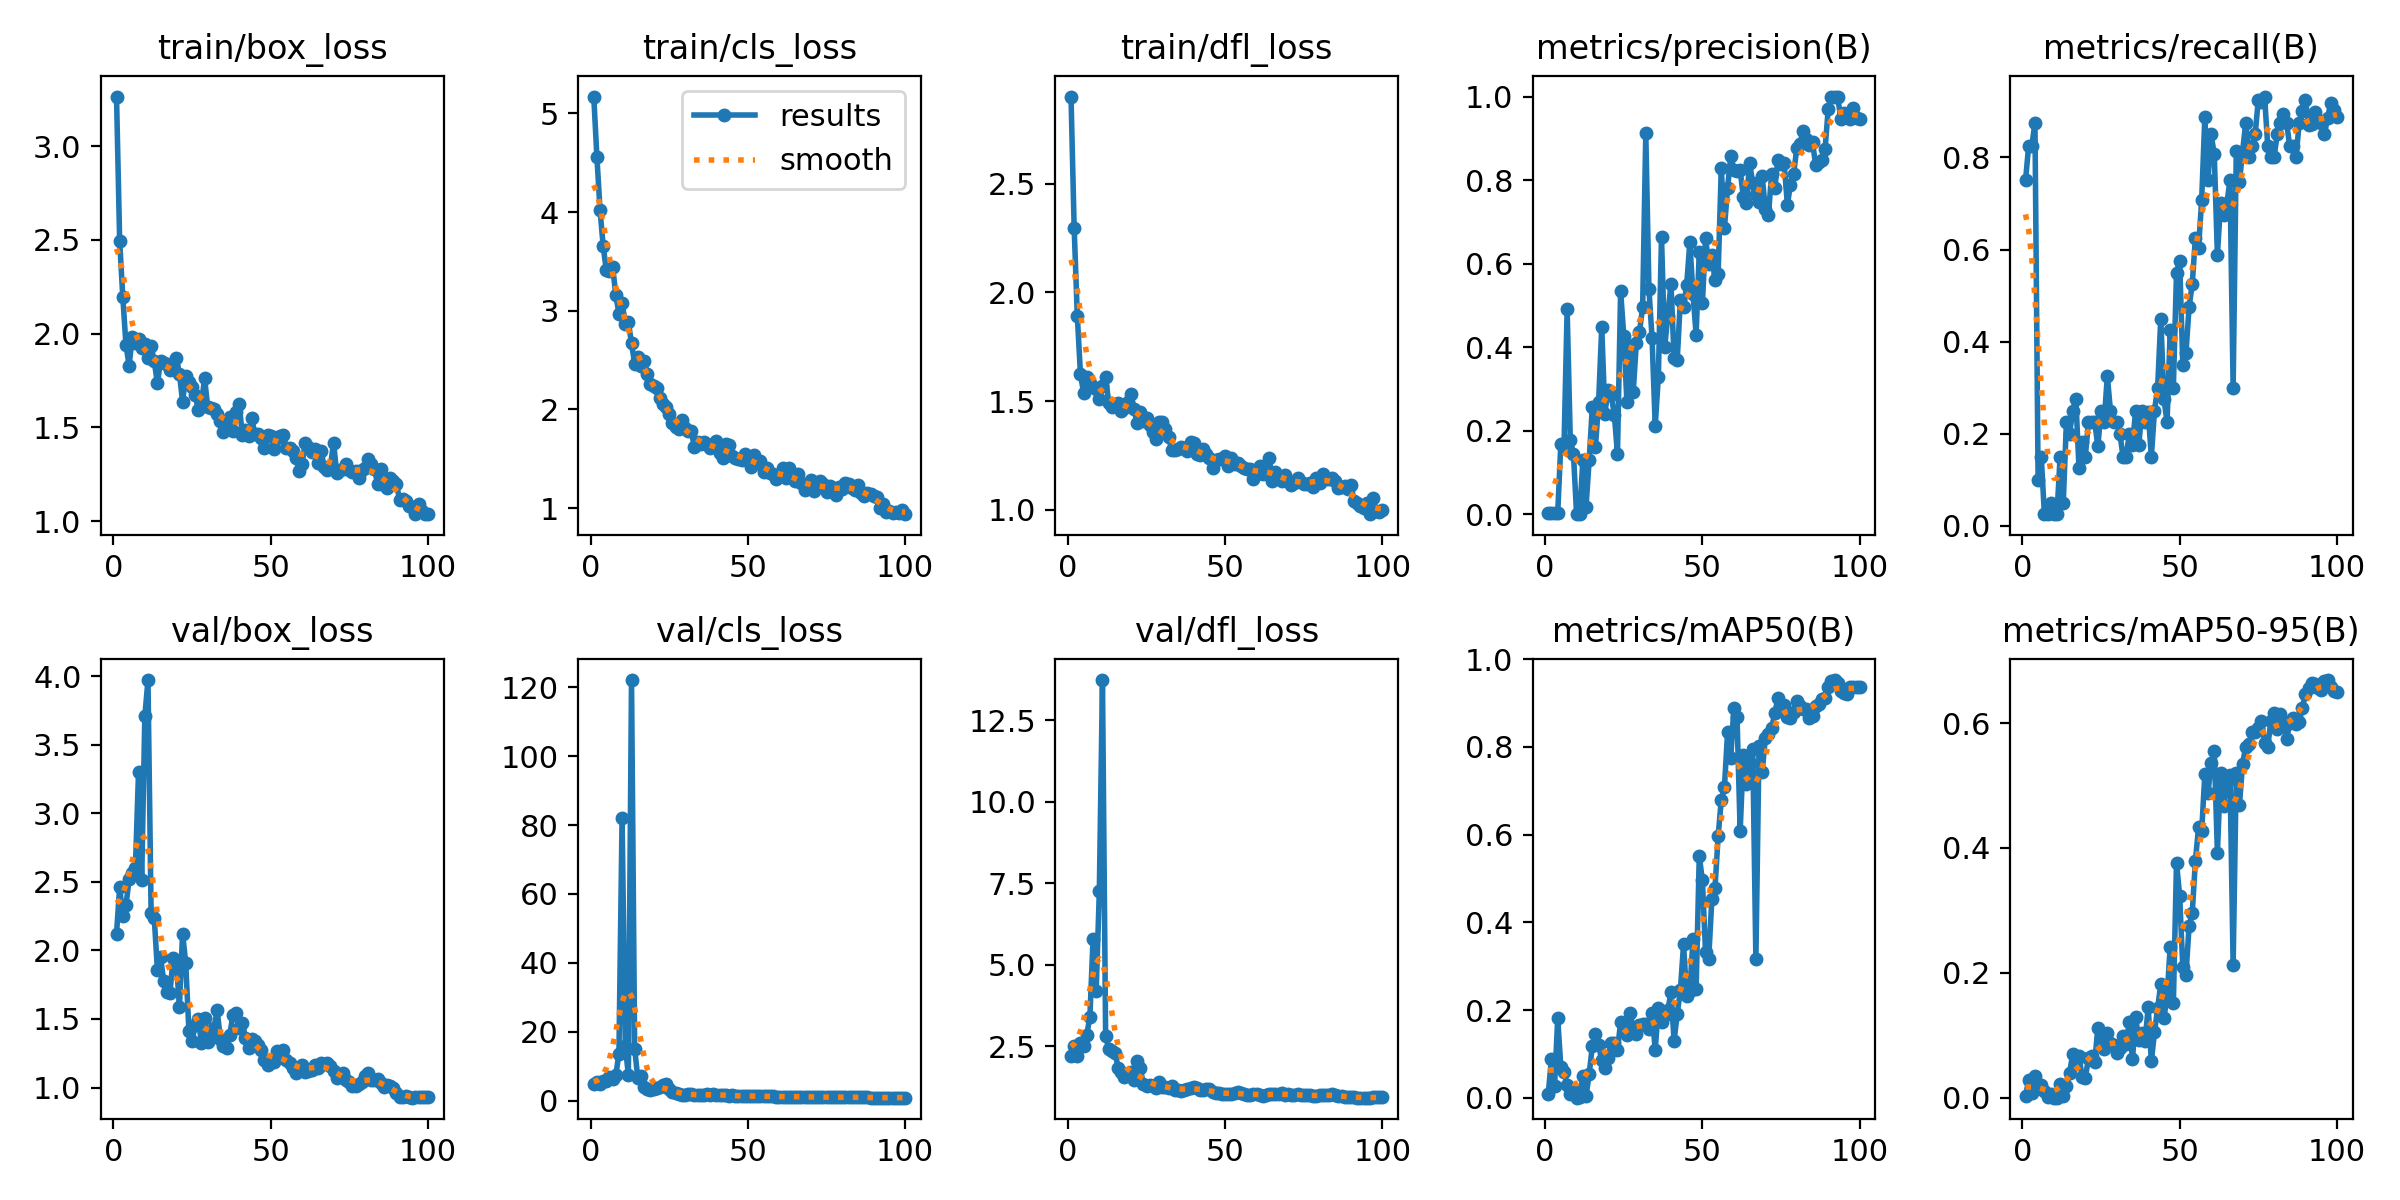 train/box_loss
3.0
2.5
2.0
1.5
1.0
0 50 100
train/cls_loss
results
smooth
5
4
3
2
1
0 50 100
train/dfl_loss
2.5
2.0
1.5
1.0
0 50 100
metrics/precision(B)
1.0
0.8
0.6
0.4
0.2
0.0
0 50 100
metrics/recall(B)
0.8
0.6
0.4
0.2
0.0
0 50 100
val/box_loss
4.0
3.5
3.0
2.5
2.0
1.5
1.0
0 50 100
val/cls_loss
120
100
80
60
40
20
0
0 50 100
val/dfl_loss
12.5
10.0
7.5
5.0
2.5
0 50 100
metrics/mAP50(B)
1.0
0.8
0.6
0.4
0.2
0.0
0 50 100
metrics/mAP50-95(B)
0.6
0.4
0.2
0.0
0 50 100